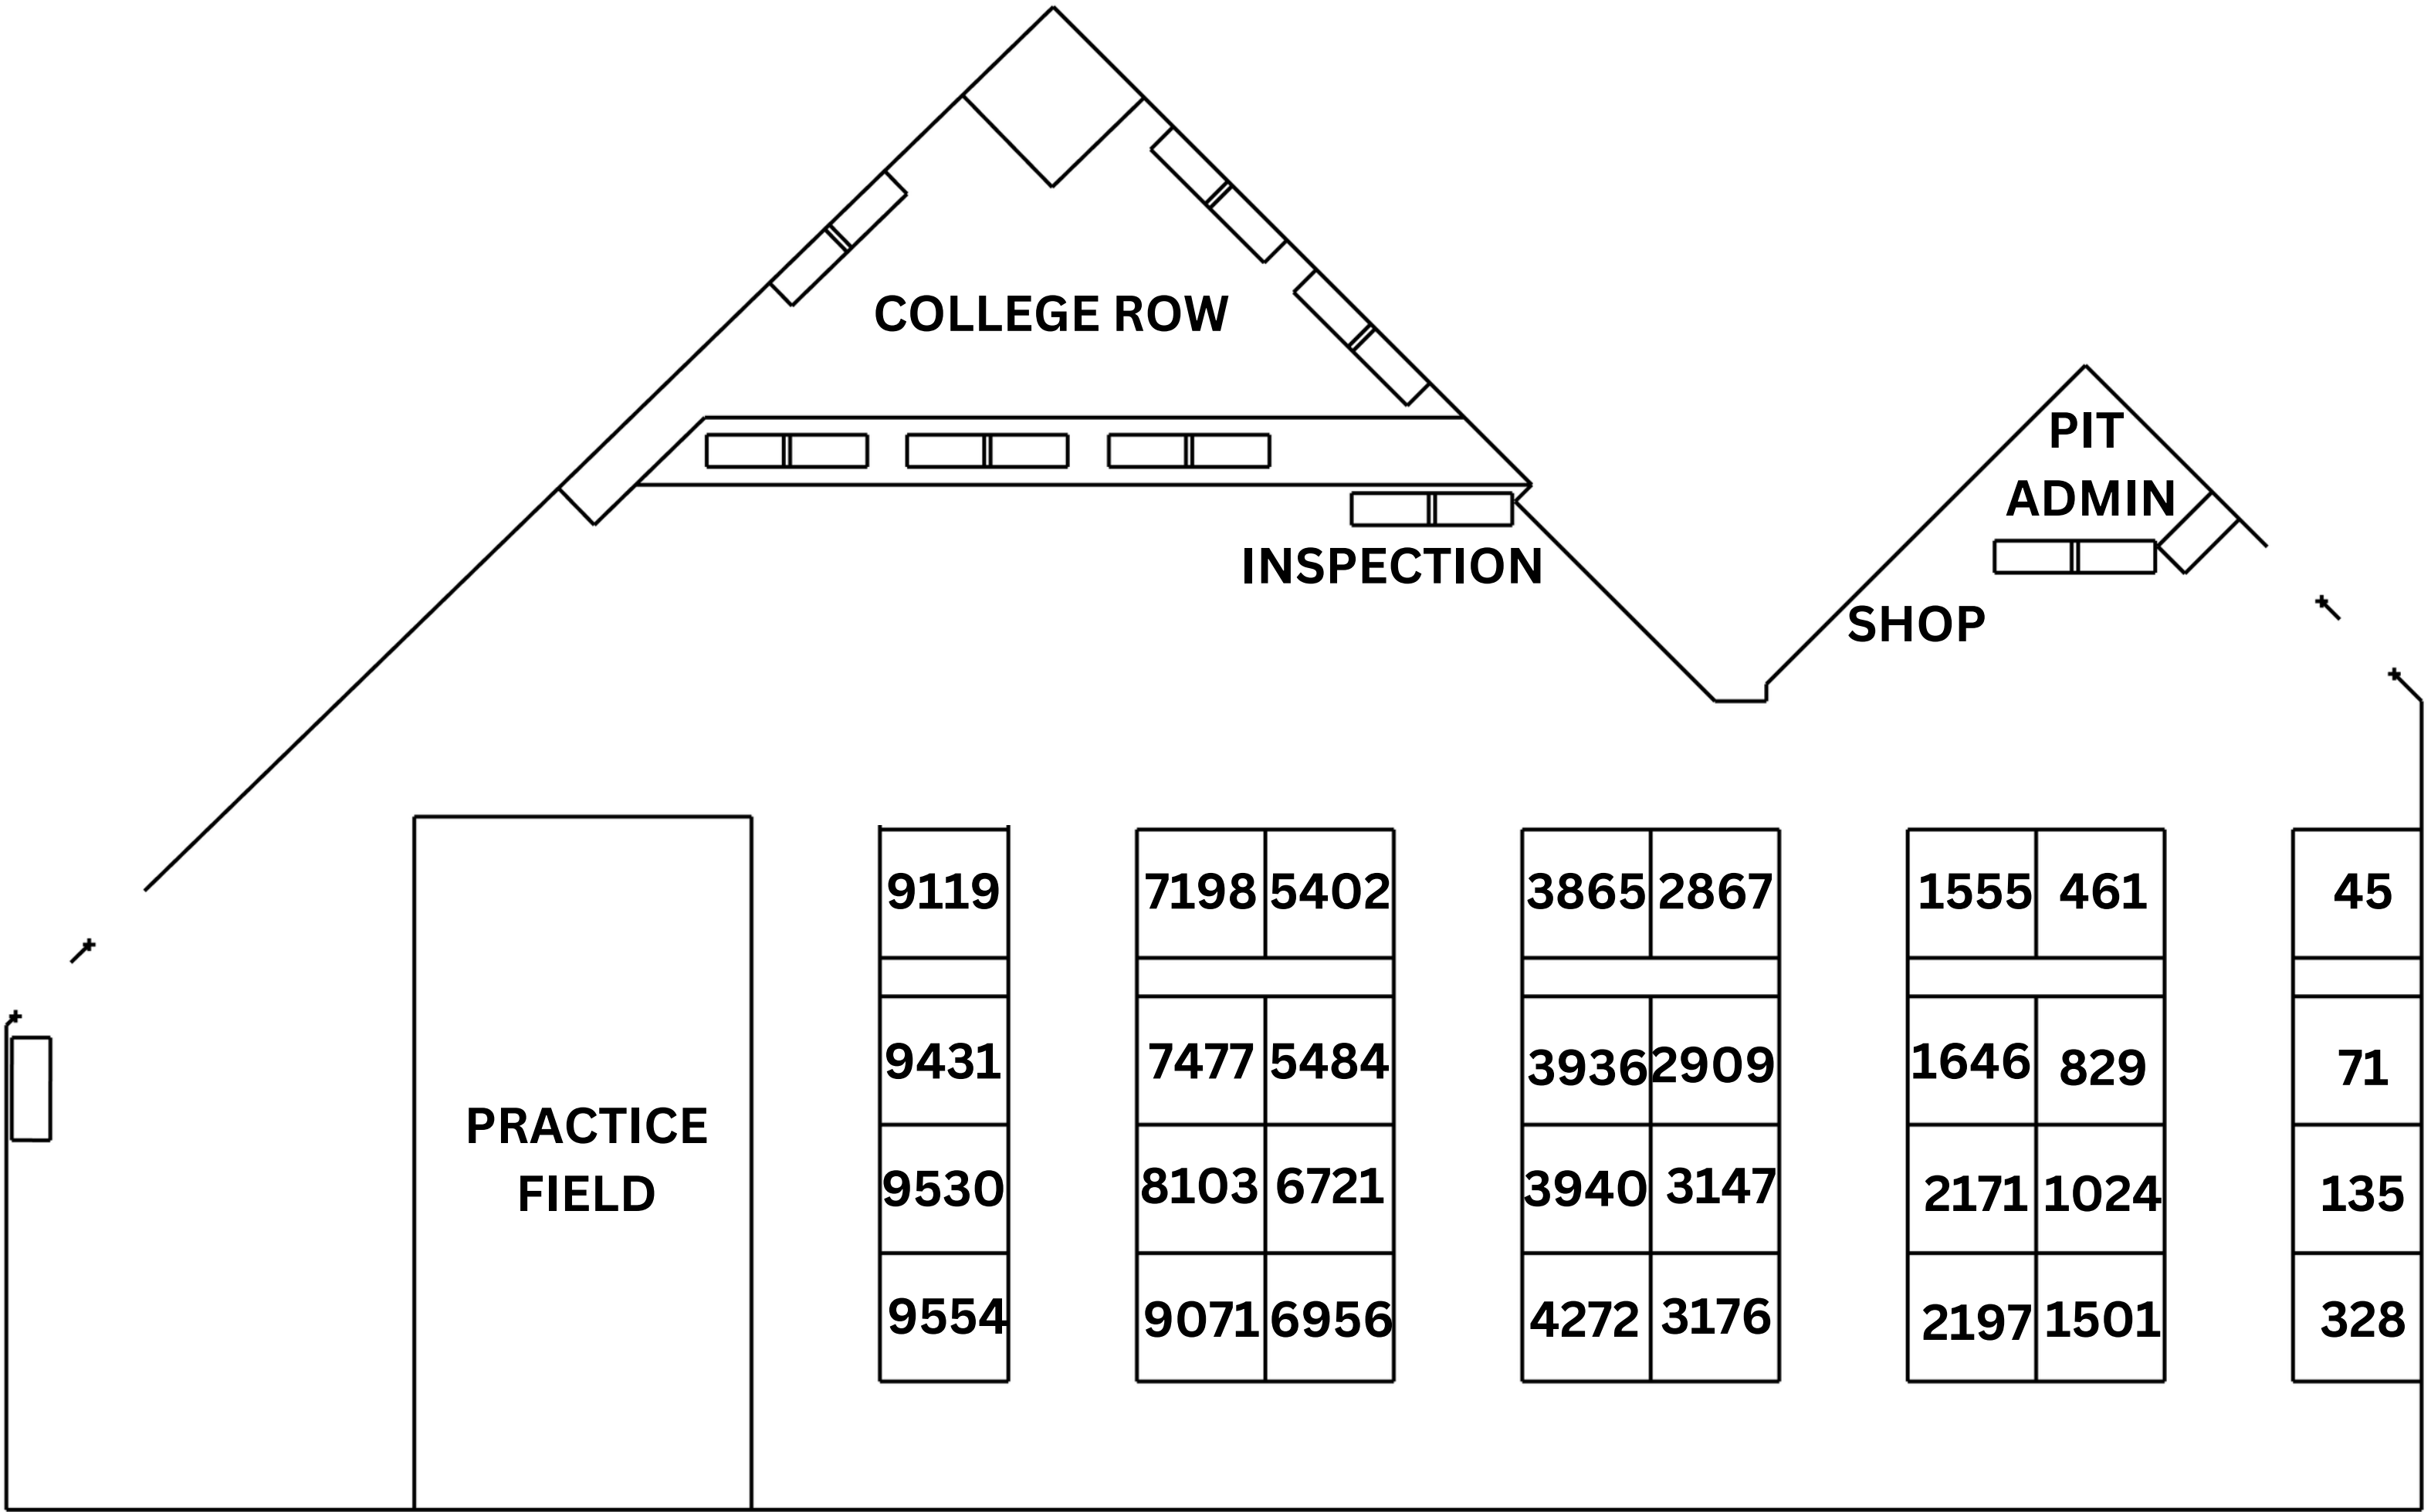 COLLEGE ROW
PIT
ADMIN
INSPECTION
SHOP
9119 7198 5402 3865 2867 1555 461 45
9431 7477 5484 3936 2909 1646 829 71
PRACTICE
FIELD
9530 8103 6721 3940 3147 2171 1024 135
9554 9071 6956 4272 3176 2197 1501 328